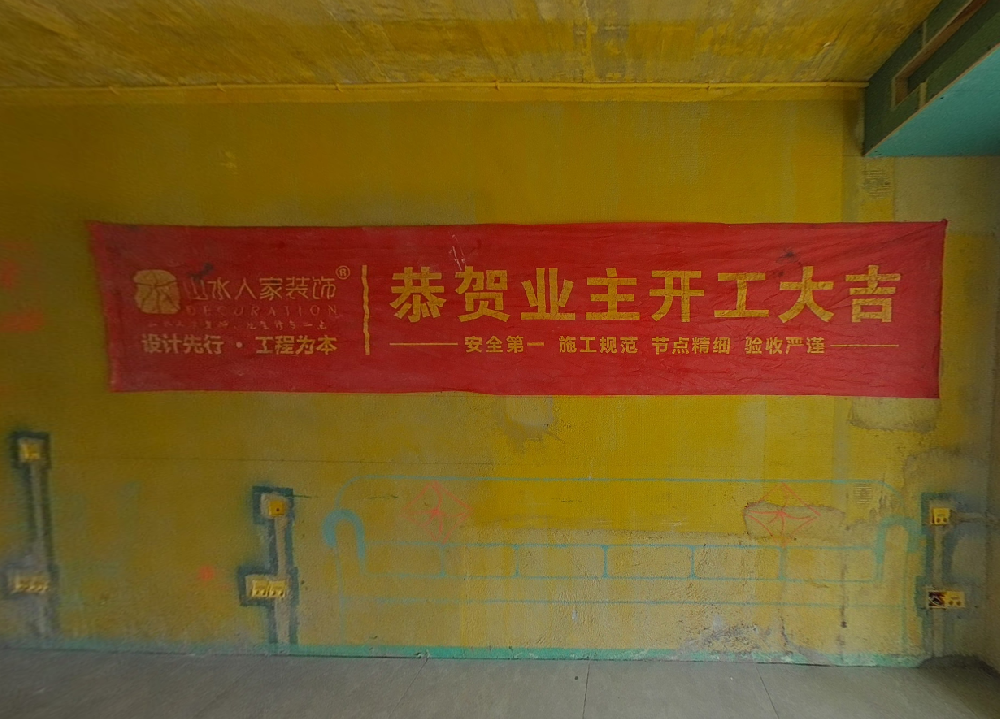 山水人家装饰®
DECORATION
设计先行·工程为本
恭贺业主开工大吉
安全第一 施工规范 节点精细 验收严谨